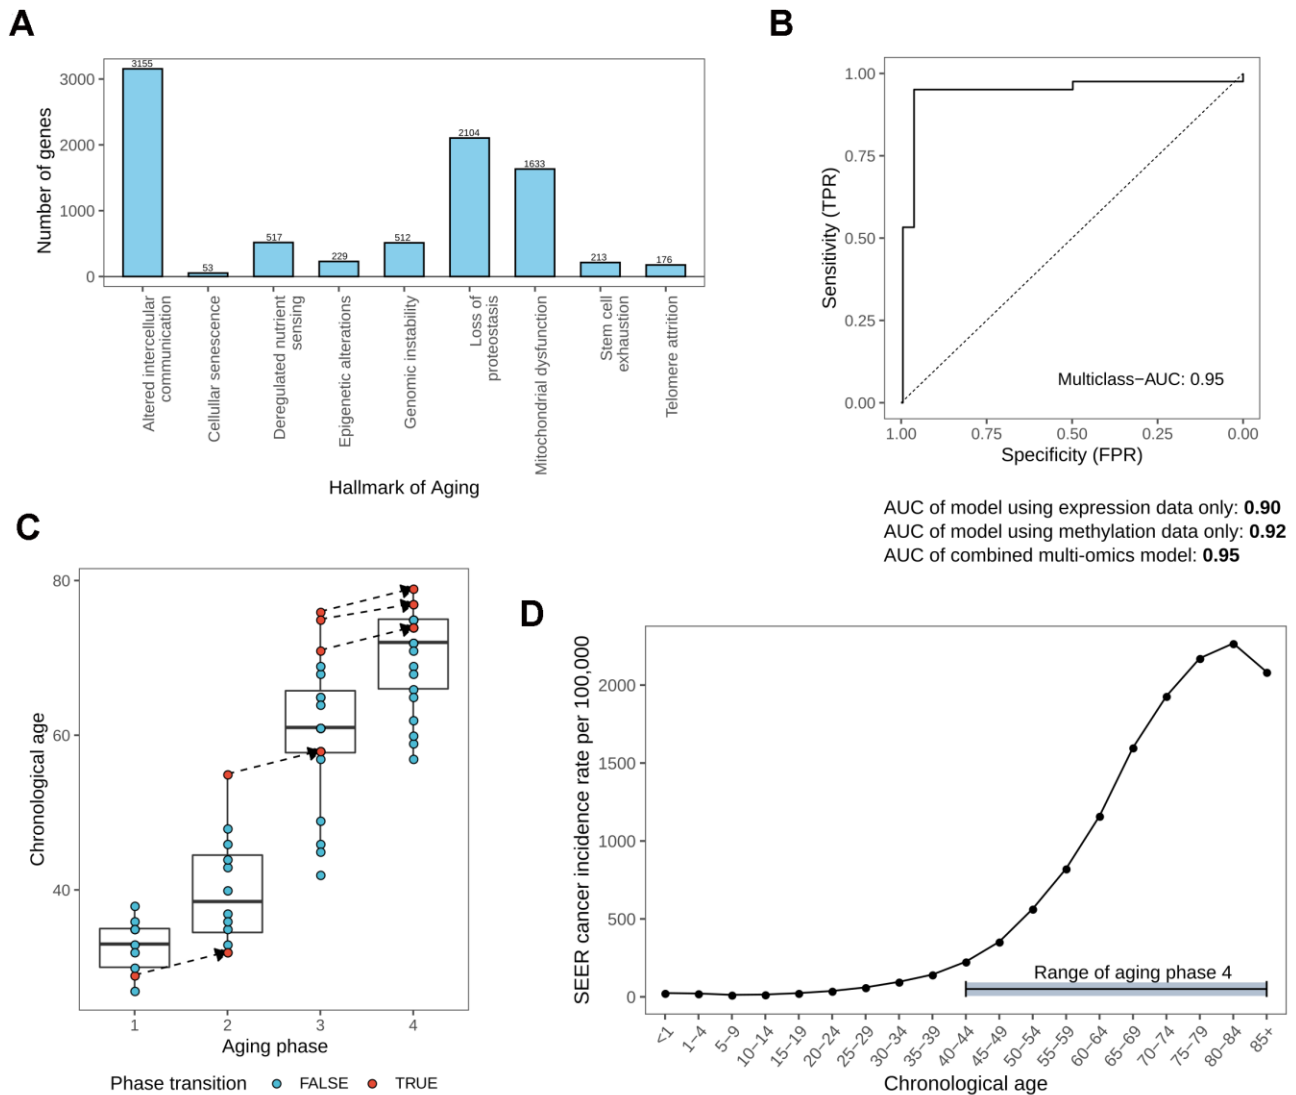 A
Number of genes
3000
2000
1000
0
3155
53
517
229
512
2104
1633
213
176
Altered intercellular
communication
Cellullar senescence
Deregulated nutrient
sensing
Epigenetic alterations
Genomic instability
Loss of
proteostasis
Mitochondrial dysfunction
Stem cell
exhaustion
Telomere attrition
Hallmark of Aging
B
Sensitivity (TPR)
1.00
0.75
0.50
0.25
0.00
Multiclass−AUC: 0.95
1.00 0.75 0.50 0.25 0.00
Specificity (FPR)
AUC of model using expression data only: 0.90
AUC of model using methylation data only: 0.92
AUC of combined multi-omics model: 0.95
C
Chronological age
80
60
40
1 2 3 4
Aging phase
Phase transition FALSE TRUE
D
SEER cancer incidence rate per 100,000
2000
1500
1000
500
0
Range of aging phase 4
<1
1−4
5−9
10−14
15−19
20−24
25−29
30−34
35−39
40−44
45−49
50−54
55−59
60−64
65−69
70−74
75−79
80−84
85+
Chronological age